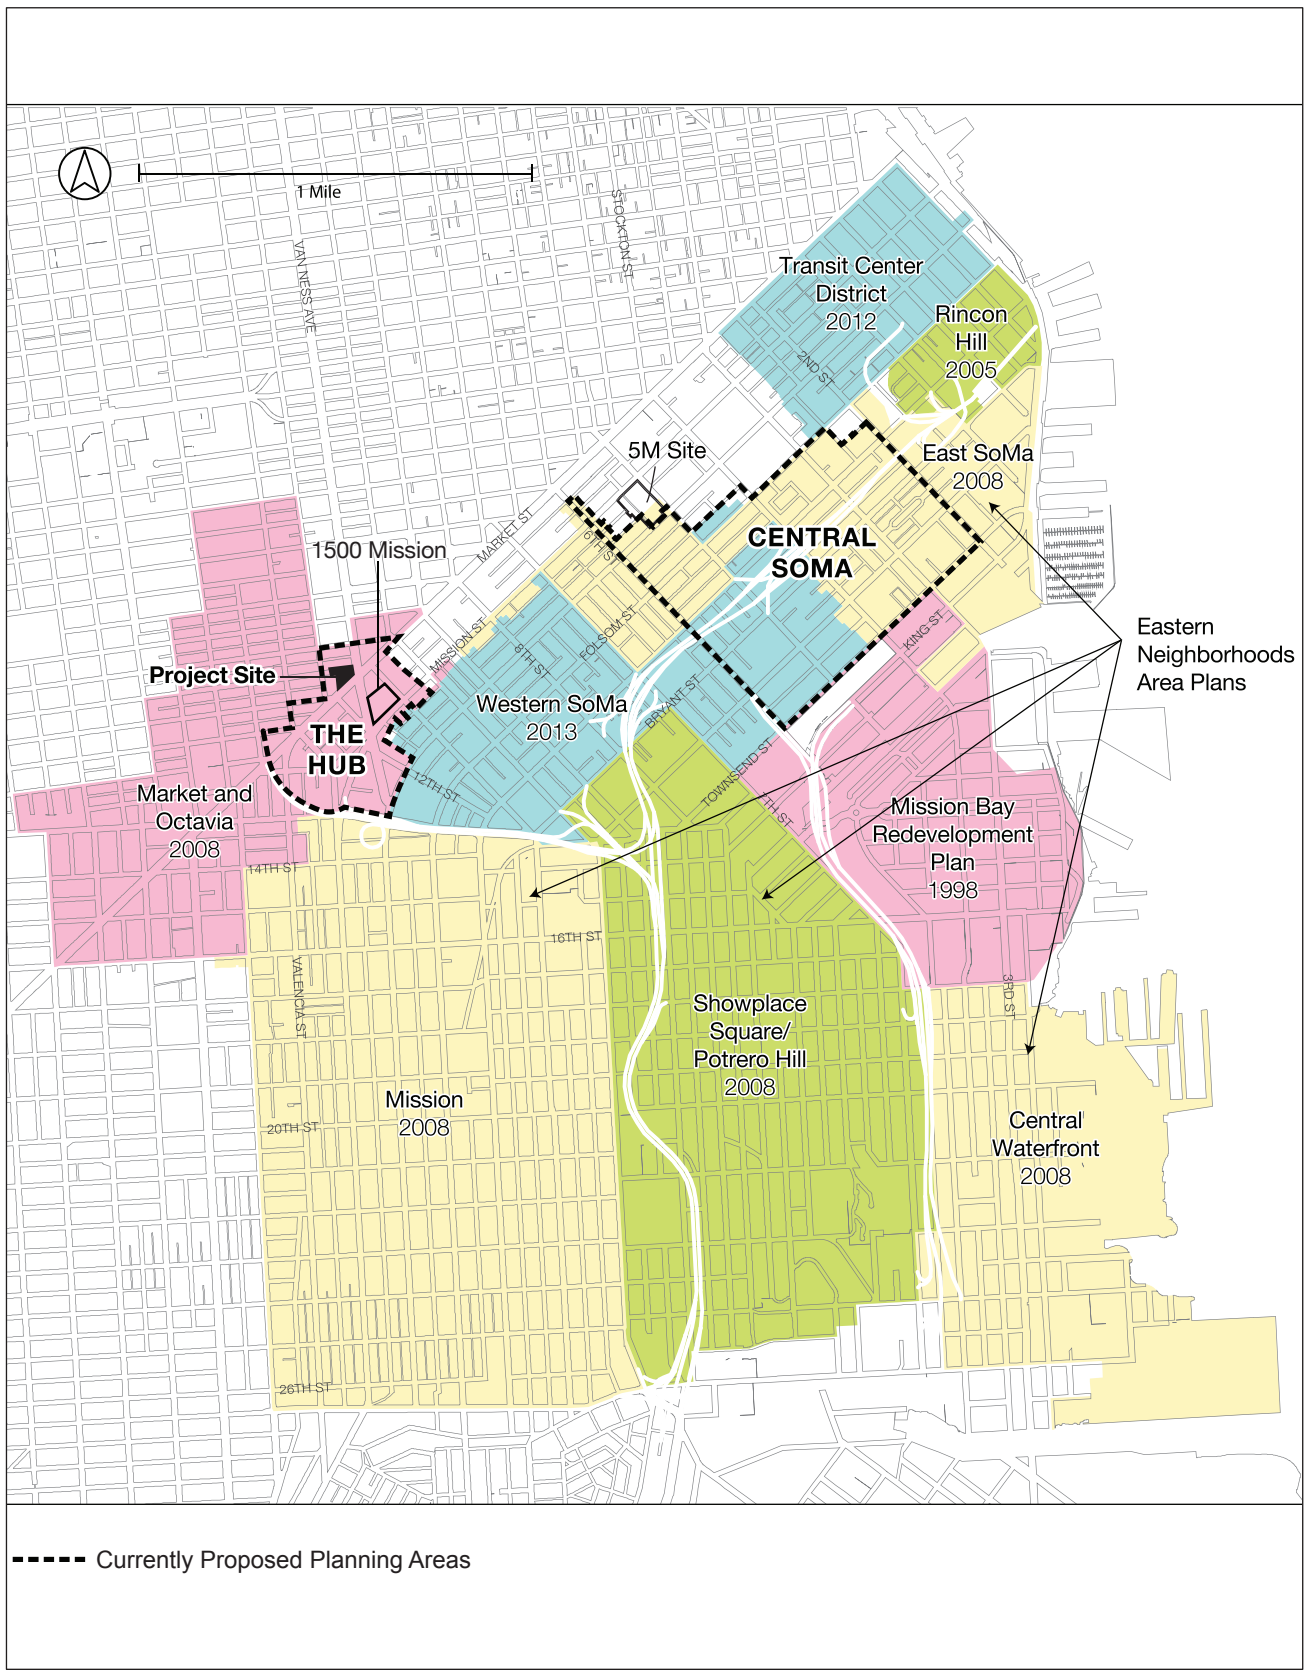 1 Mile
STOCKTON ST
VAN NESS AVE
Transit Center
District
2012
Rincon
Hill
2005
2ND ST
5M Site
East SoMa
2008
MARKET ST
6TH ST
CENTRAL
SOMA
1500 Mission
Eastern
Neighborhoods
Area Plans
KING ST
FOLSOM ST
MISSION ST
8TH ST
Project Site
Western SoMa
2013
BRYANT ST
THE
HUB
12TH ST
TOWNSEND ST
7TH ST
Market and
Octavia
2008
Mission Bay
Redevelopment
Plan
1998
14TH ST
16TH ST
VALENCIA ST
3RD ST
Showplace
Square/
Potrero Hill
2008
Mission
2008
20TH ST
Central
Waterfront
2008
26TH ST
Currently Proposed Planning Areas